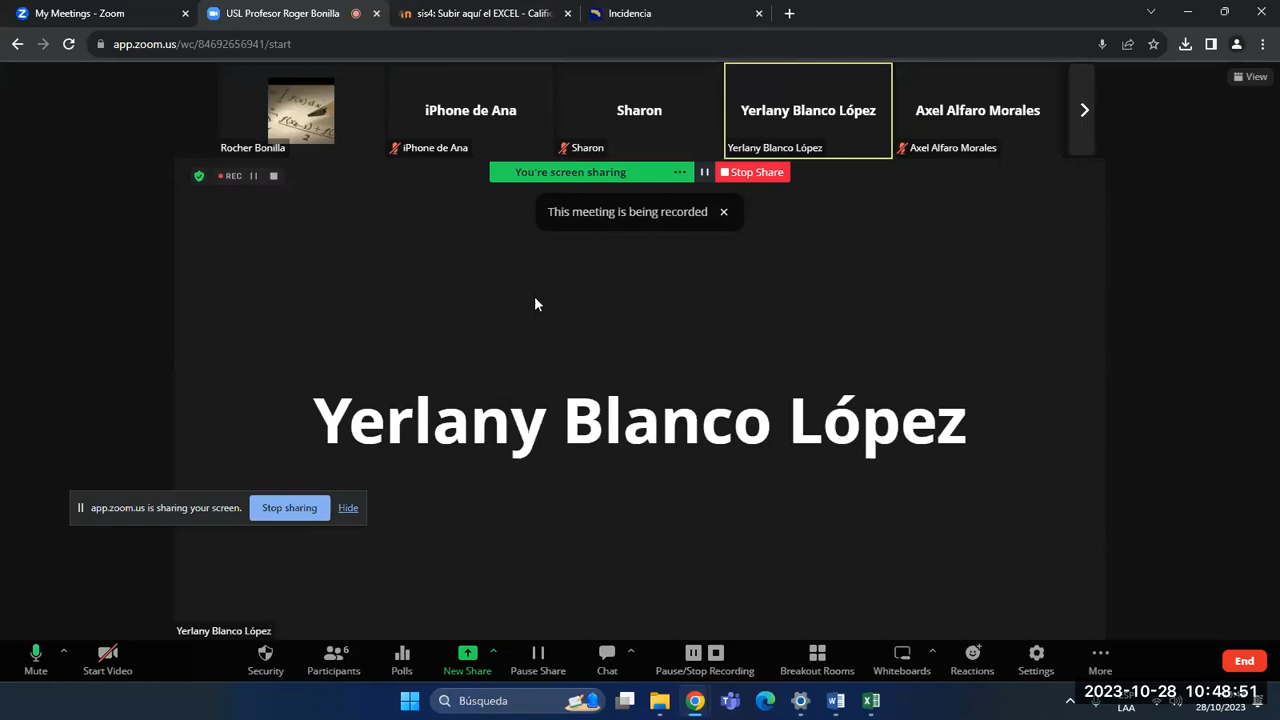 My Meetings - Zoom
USL Profesor Roger Bonilla
sis4: Subir aquí el EXCEL - Calific
Incidencia
app.zoom.us/wc/84692656941/start
View
iPhone de Ana
Sharon
Yerlany Blanco López
Axel Alfaro Morales
Rocher Bonilla
iPhone de Ana
Sharon
Yerlany Blanco López
Axel Alfaro Morales
REC
You're screen sharing
Stop Share
This meeting is being recorded
Yerlany Blanco López
app.zoom.us is sharing your screen.
Stop sharing
Hide
Yerlany Blanco López
6
Mute
Start Video
Security
Participants
Polls
New Share
Pause Share
Chat
Pause/Stop Recording
Breakout Rooms
Whiteboards
Reactions
Settings
More
End
Búsqueda
2023-10-28 10:48:51
LAA
28/10/2023